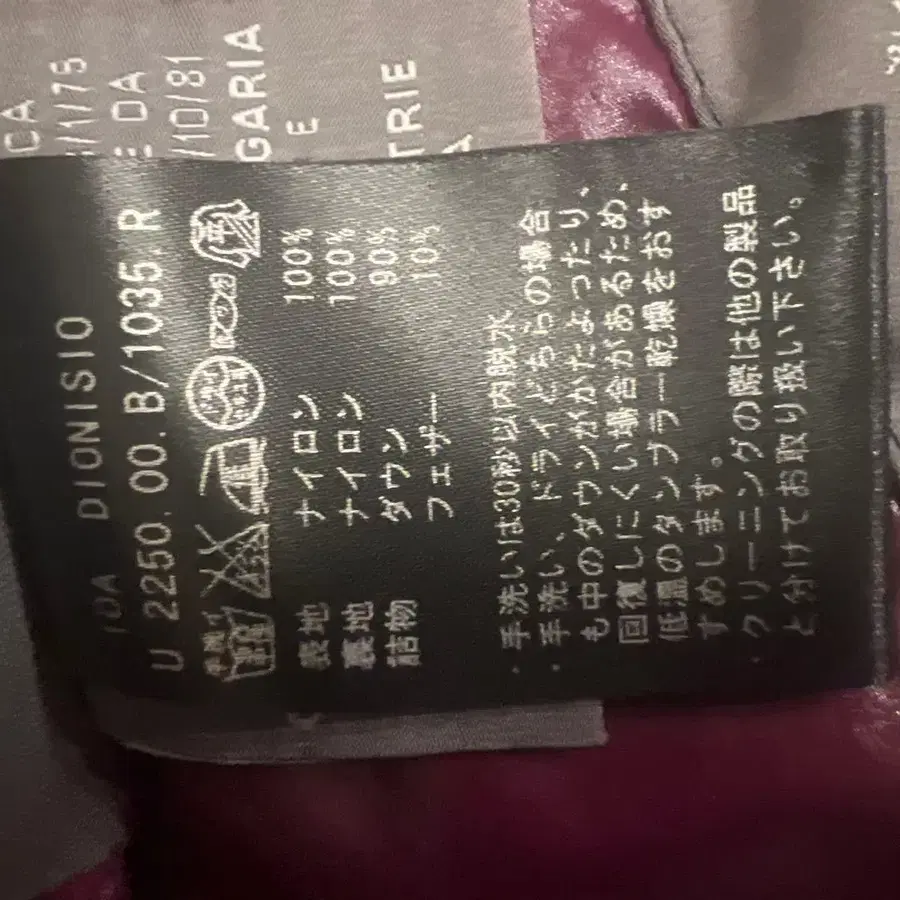 DIONISIO
U 2250. 00. B/1035. R
表地 ナイロン 100%
裏地 ナイロン 100%
詰物 ダウン 90%
フェザー 10%
・手洗いは30秒以内脱水
・手洗い、ドライどちらの場合
も中のダウンがかたよったり、
回復しにくい場合があるため、
低温のタンブラー乾燥をおす
すめします。
・クリーニングの際は他の製品
と分けてお取り扱い下さい。
CA
1/75
E DA
/10/81
GARIA
E
TRIE